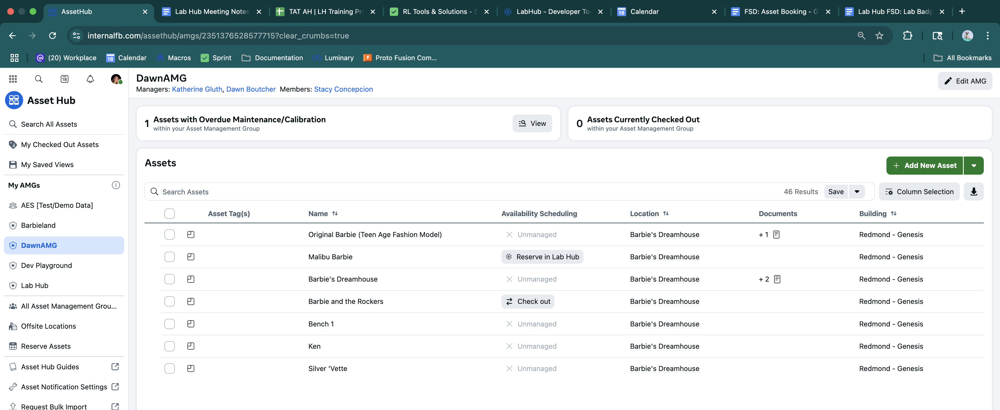 AssetHub
Lab Hub Meeting Notes
TAT AH | LH Training Pre
RL Tools & Solutions - S
LabHub - Developer Too
18
Calendar
FSD: Asset Booking - G
Lab Hub FSD: Lab Badg
internalfb.com/assethub/amgs/2351376528577715?clear_crumbs=true
(20) Workplace
18
Calendar
Macros
Sprint
Documentation
Luminary
F
Proto Fusion Com...
All Bookmarks
18
Asset Hub
Search All Assets
My Checked Out Assets
My Saved Views
My AMGs
AES [Test/Demo Data]
Barbieland
DawnAMG
Dev Playground
Lab Hub
All Asset Management Grou...
Offsite Locations
Reserve Assets
Asset Hub Guides
Asset Notification Settings
Request Bulk Import
DawnAMG
Managers: Katherine Gluth, Dawn Boutcher Members: Stacy Concepcion
Edit AMG
1 Assets with Overdue Maintenance/Calibration
within your Asset Management Group
View
0 Assets Currently Checked Out
within your Asset Management Group
Assets
+ Add New Asset
Search Assets
46 Results
Save
Column Selection
Asset Tag(s) Name Availability Scheduling Location Documents Building
Original Barbie (Teen Age Fashion Model) Unmanaged Barbie's Dreamhouse + 1 Redmond - Genesis
Malibu Barbie Reserve in Lab Hub Barbie's Dreamhouse Redmond - Genesis
Barbie's Dreamhouse Unmanaged Barbie's Dreamhouse + 2 Redmond - Genesis
Barbie and the Rockers Check out Barbie's Dreamhouse Redmond - Genesis
Bench 1 Unmanaged Barbie's Dreamhouse Redmond - Genesis
Ken Unmanaged Barbie's Dreamhouse Redmond - Genesis
Silver 'Vette Unmanaged Barbie's Dreamhouse Redmond - Genesis